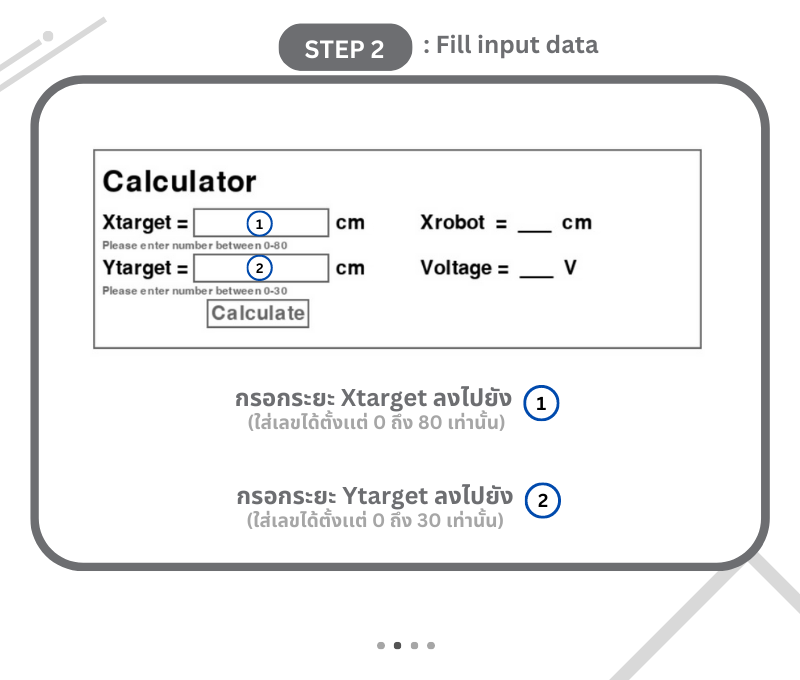 STEP 2 : Fill input data
Calculator
Xtarget = 1 cm Xrobot = ___ cm
Please enter number between 0-80
Ytarget = 2 cm Voltage = ___ V
Please enter number between 0-30
Calculate
กรอกระยะ Xtarget ลงไปยัง 1
(ใส่เลขได้ตั้งแต่ 0 ถึง 80 เท่านั้น)
กรอกระยะ Ytarget ลงไปยัง 2
(ใส่เลขได้ตั้งแต่ 0 ถึง 30 เท่านั้น)